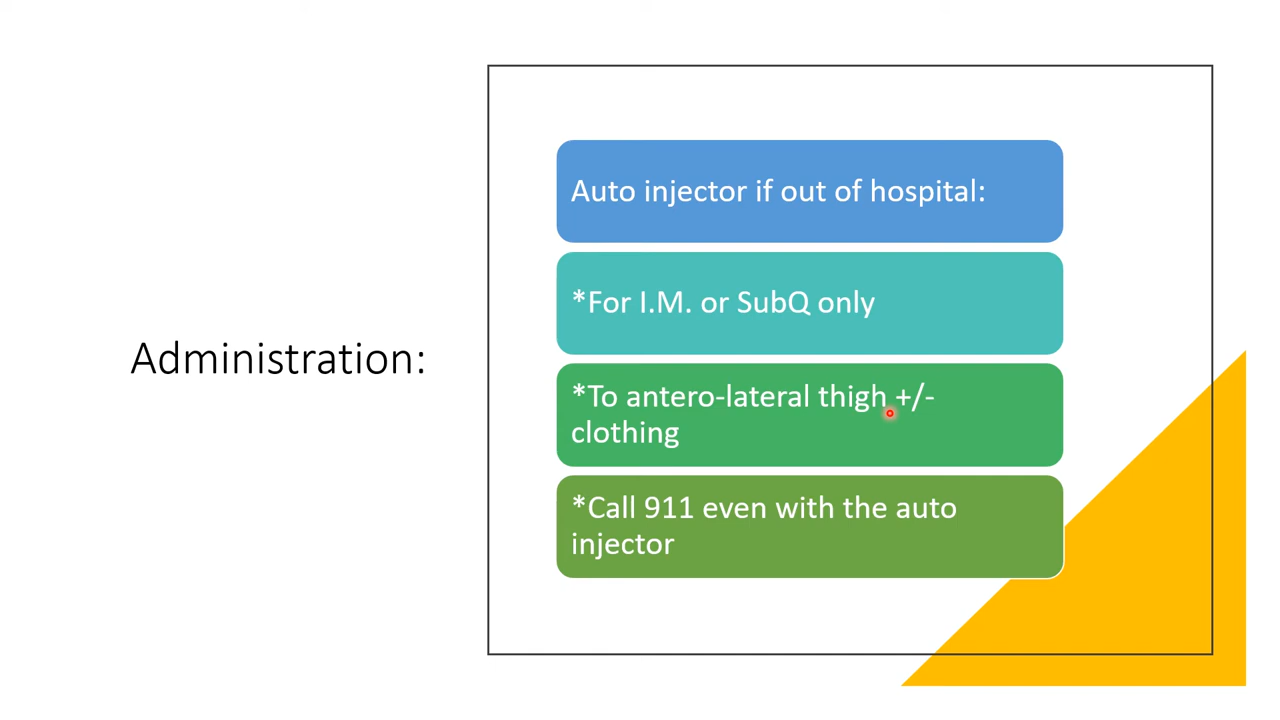 Administration:
Auto injector if out of hospital:
*For I.M. or SubQ only
*To antero-lateral thigh +/-
clothing
*Call 911 even with the auto
injector